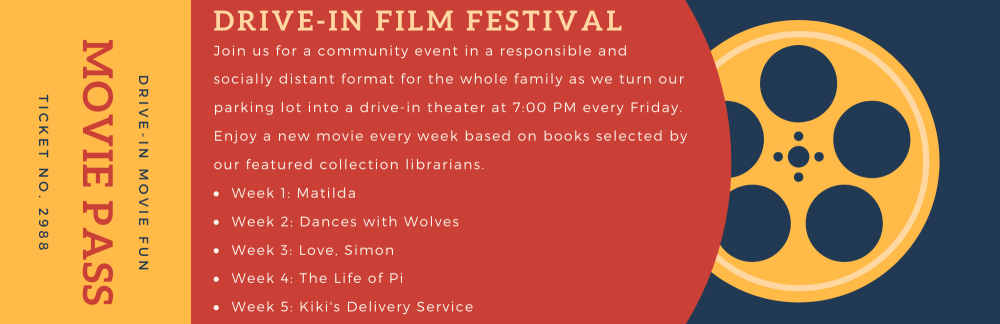 TICKET NO. 2988
MOVIE PASS
DRIVE-IN MOVIE FUN
DRIVE-IN FILM FESTIVAL
Join us for a community event in a responsible and
socially distant format for the whole family as we turn our
parking lot into a drive-in theater at 7:00 PM every Friday.
Enjoy a new movie every week based on books selected by
our featured collection librarians.
• Week 1: Matilda
• Week 2: Dances with Wolves
• Week 3: Love, Simon
• Week 4: The Life of Pi
• Week 5: Kiki's Delivery Service